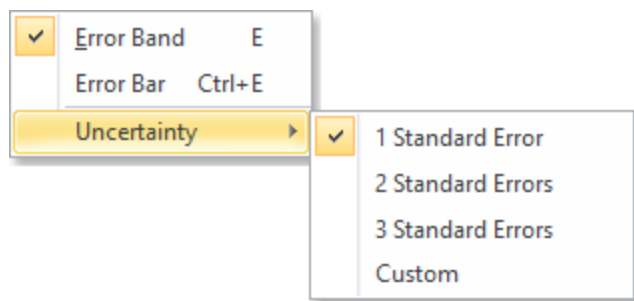 Error Band E
Error Bar Ctrl+E
Uncertainty
1 Standard Error
2 Standard Errors
3 Standard Errors
Custom